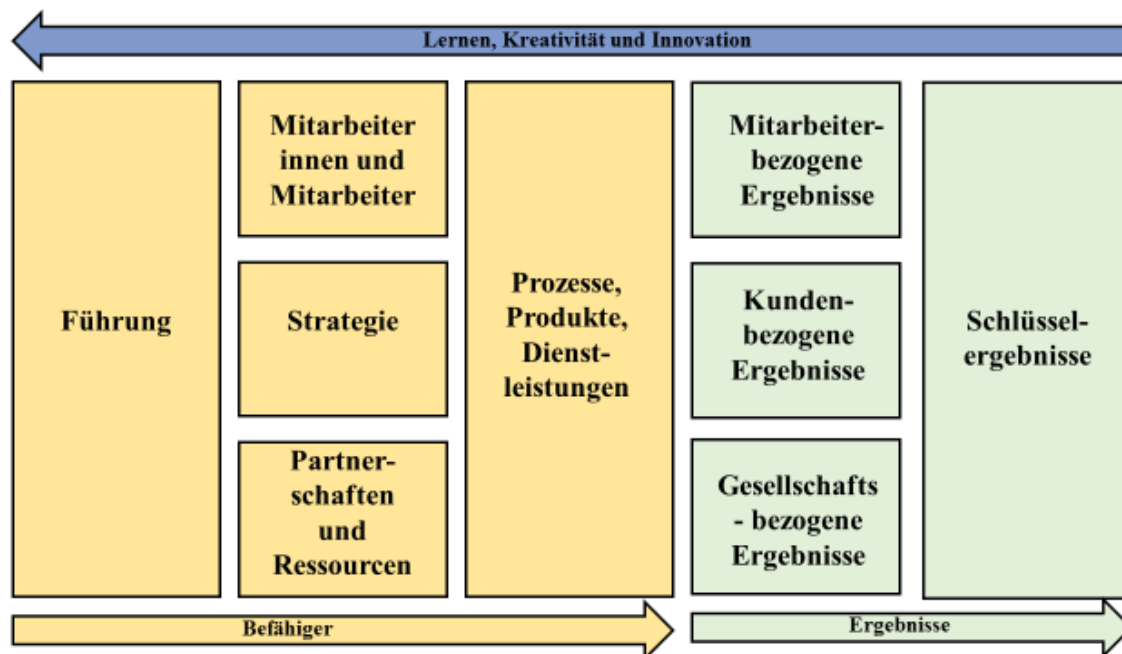 Lernen, Kreativität und Innovation
Führung
Mitarbeiter
innen und
Mitarbeiter
Strategie
Partner-
schaften
und
Ressourcen
Prozesse,
Produkte,
Dienst-
leistungen
Mitarbeiter-
bezogene
Ergebnisse
Kunden-
bezogene
Ergebnisse
Gesellschafts
- bezogene
Ergebnisse
Schlüssel-
ergebnisse
Befähiger
Ergebnisse